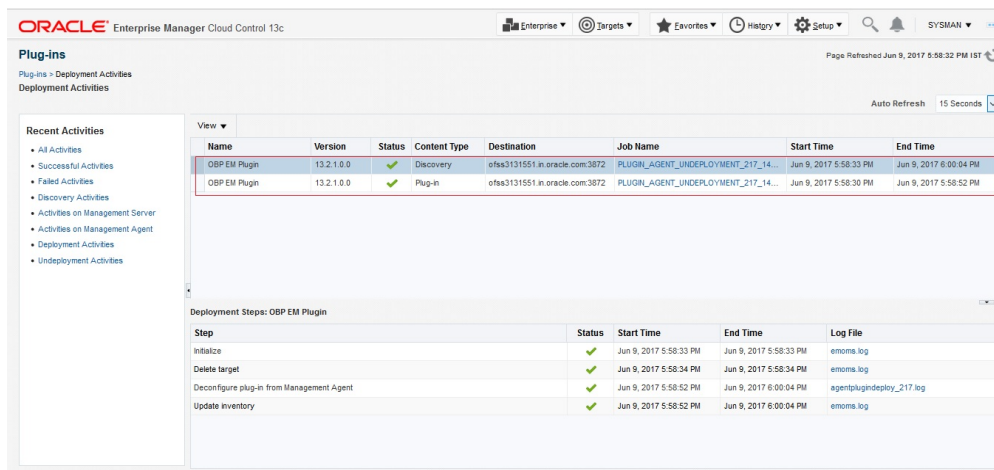 ORACLE Enterprise Manager Cloud Control 13c
Enterprise Targets Favorites History Setup SYSMAN
Plug-ins
Page Refreshed Jun 9, 2017 5:58:32 PM IST
Plug-ins > Deployment Activities
Deployment Activities
Auto Refresh 15 Seconds
Recent Activities
• All Activities
• Successful Activities
• Failed Activities
• Discovery Activities
• Activities on Management Server
• Activities on Management Agent
• Deployment Activities
• Undeployment Activities
View
Name Version Status Content Type Destination Job Name Start Time End Time
OBP EM Plugin 13.2.1.0.0 Discovery ofss3131551.in.oracle.com:3872 PLUGIN_AGENT_UNDEPLOYMENT_217_14... Jun 9, 2017 5:58:33 PM Jun 9, 2017 6:00:04 PM
OBP EM Plugin 13.2.1.0.0 Plug-in ofss3131551.in.oracle.com:3872 PLUGIN_AGENT_UNDEPLOYMENT_217_14... Jun 9, 2017 5:58:30 PM Jun 9, 2017 5:58:52 PM
Deployment Steps: OBP EM Plugin
Step Status Start Time End Time Log File
Initialize Jun 9, 2017 5:58:33 PM Jun 9, 2017 5:58:33 PM emoms.log
Delete target Jun 9, 2017 5:58:34 PM Jun 9, 2017 5:58:34 PM emoms.log
Deconfigure plug-in from Management Agent Jun 9, 2017 5:58:52 PM Jun 9, 2017 6:00:04 PM agentplugindeploy_217.log
Update inventory Jun 9, 2017 5:58:52 PM Jun 9, 2017 6:00:04 PM emoms.log